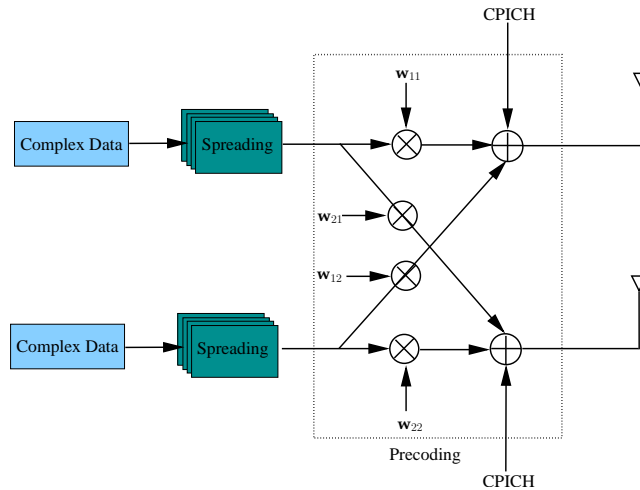 CPICH
w11
Complex Data
Spreading
w21
w12
Complex Data
Spreading
w22
Precoding
CPICH